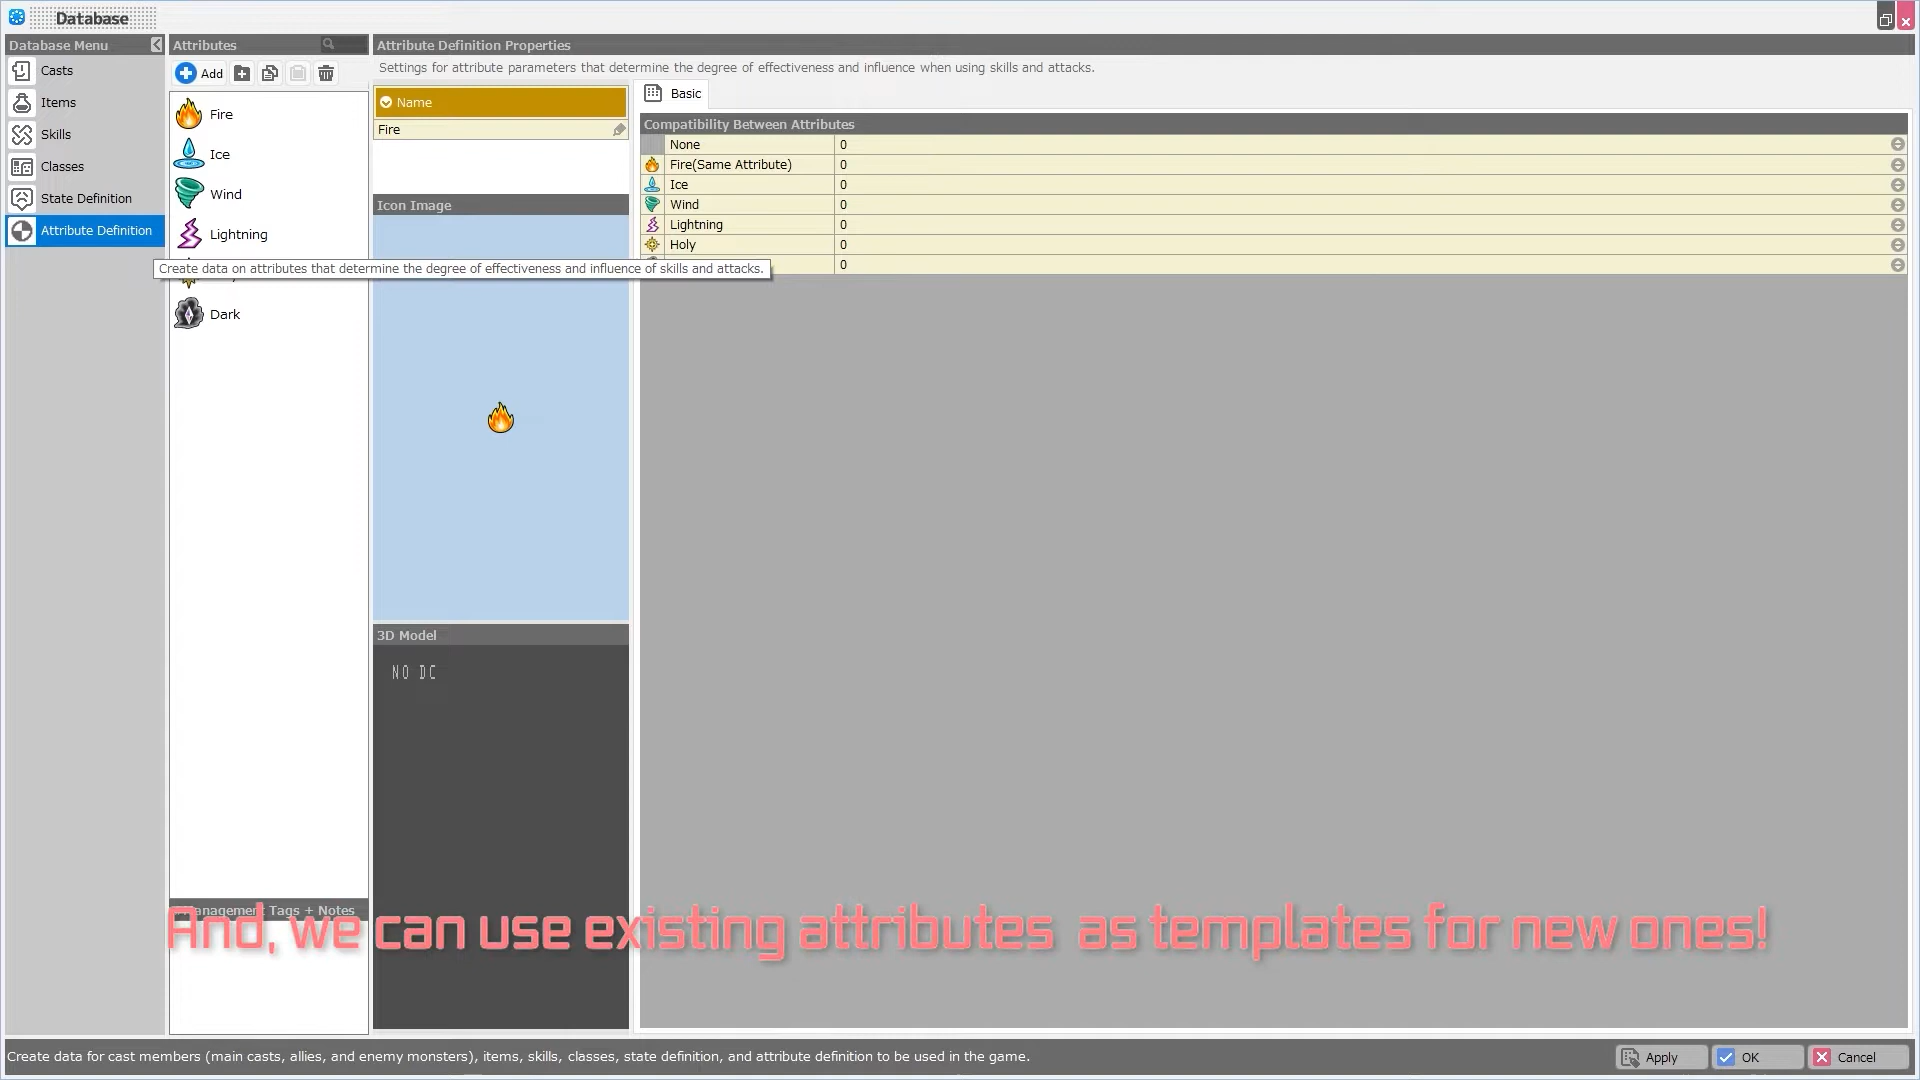 Database
Database Menu
Casts
Items
Skills
Classes
State Definition
Attribute Definition
Attributes
Add
Fire
Ice
Wind
Lightning
Dark
Management Tags + Notes
Attribute Definition Properties
Settings for attribute parameters that determine the degree of effectiveness and influence when using skills and attacks.
Name
Fire
Icon Image
3D Model
NO DC
Basic
Compatibility Between Attributes
None 0
Fire(Same Attribute) 0
Ice 0
Wind 0
Lightning 0
Holy 0
0
Create data on attributes that determine the degree of effectiveness and influence of skills and attacks.
And, we can use existing attributes as templates for new ones!
Create data for cast members (main casts, allies, and enemy monsters), items, skills, classes, state definition, and attribute definition to be used in the game.
Apply OK Cancel